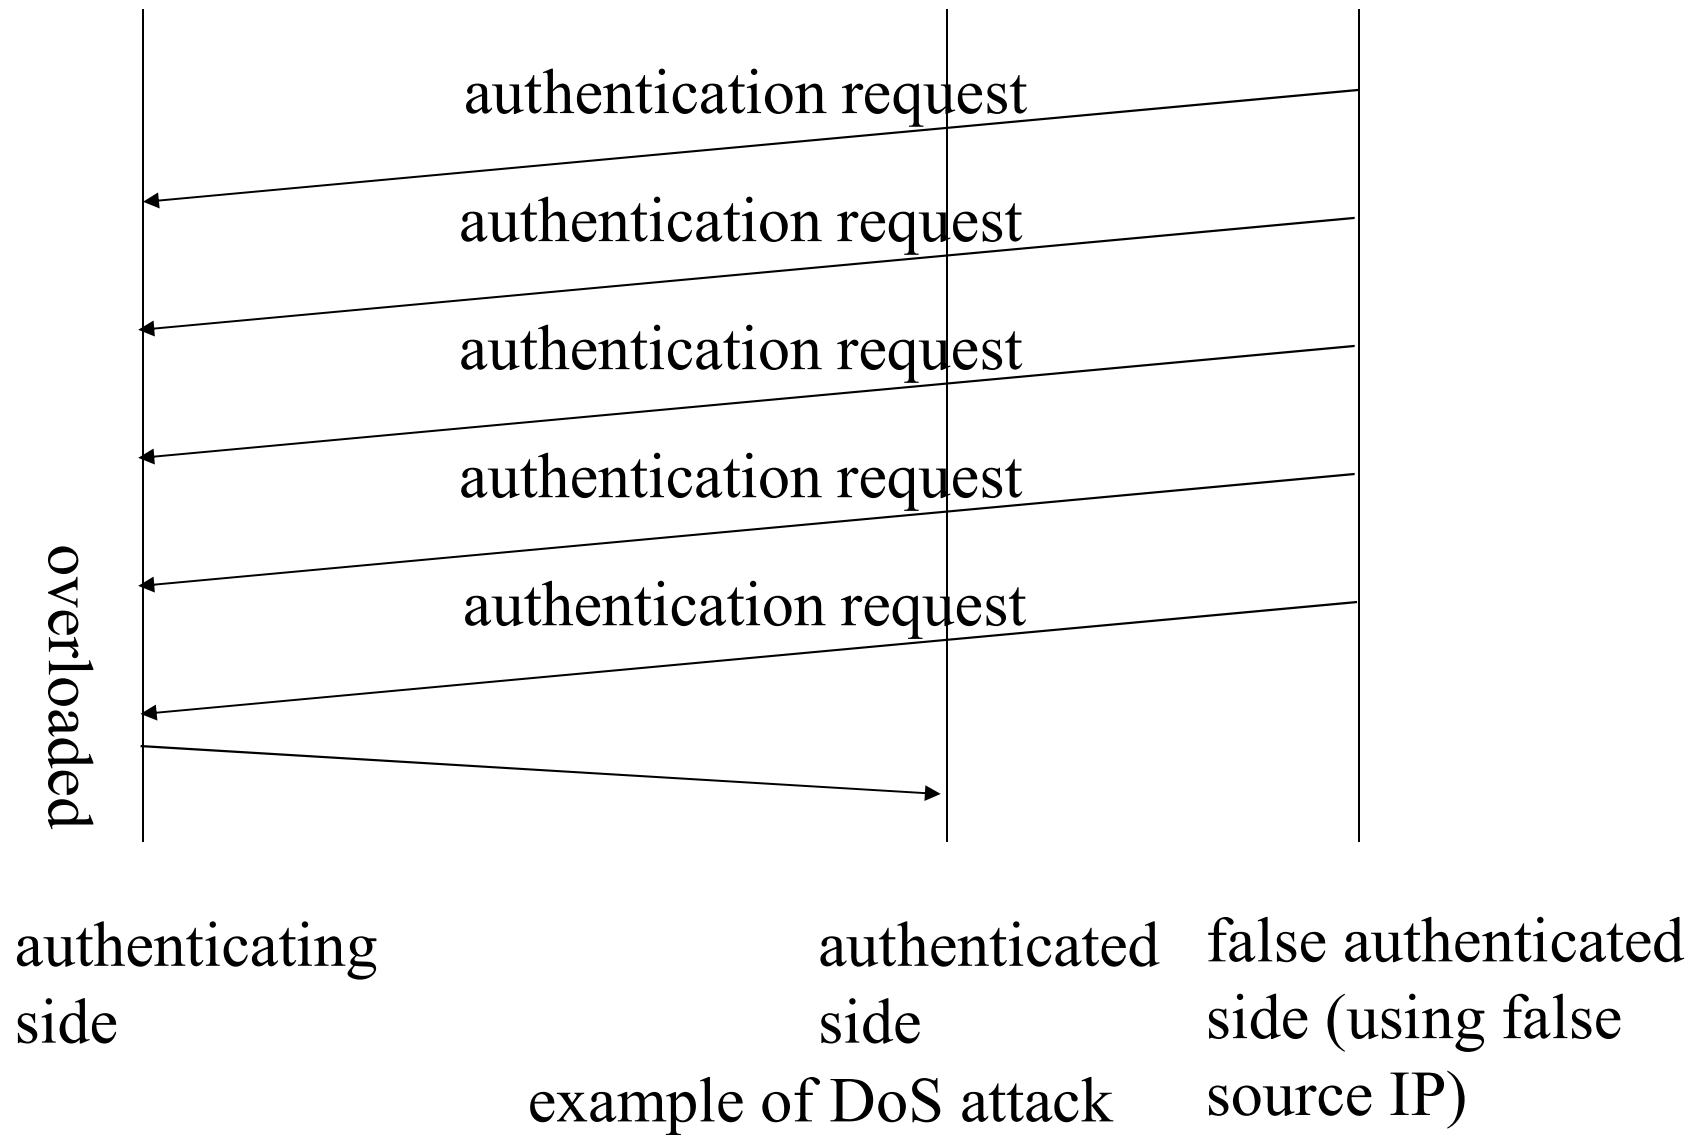 authentication request
authentication request
authentication request
authentication request
authentication request
overloaded
authenticating
side
authenticated
side
false authenticated
side (using false
source IP)
example of DoS attack